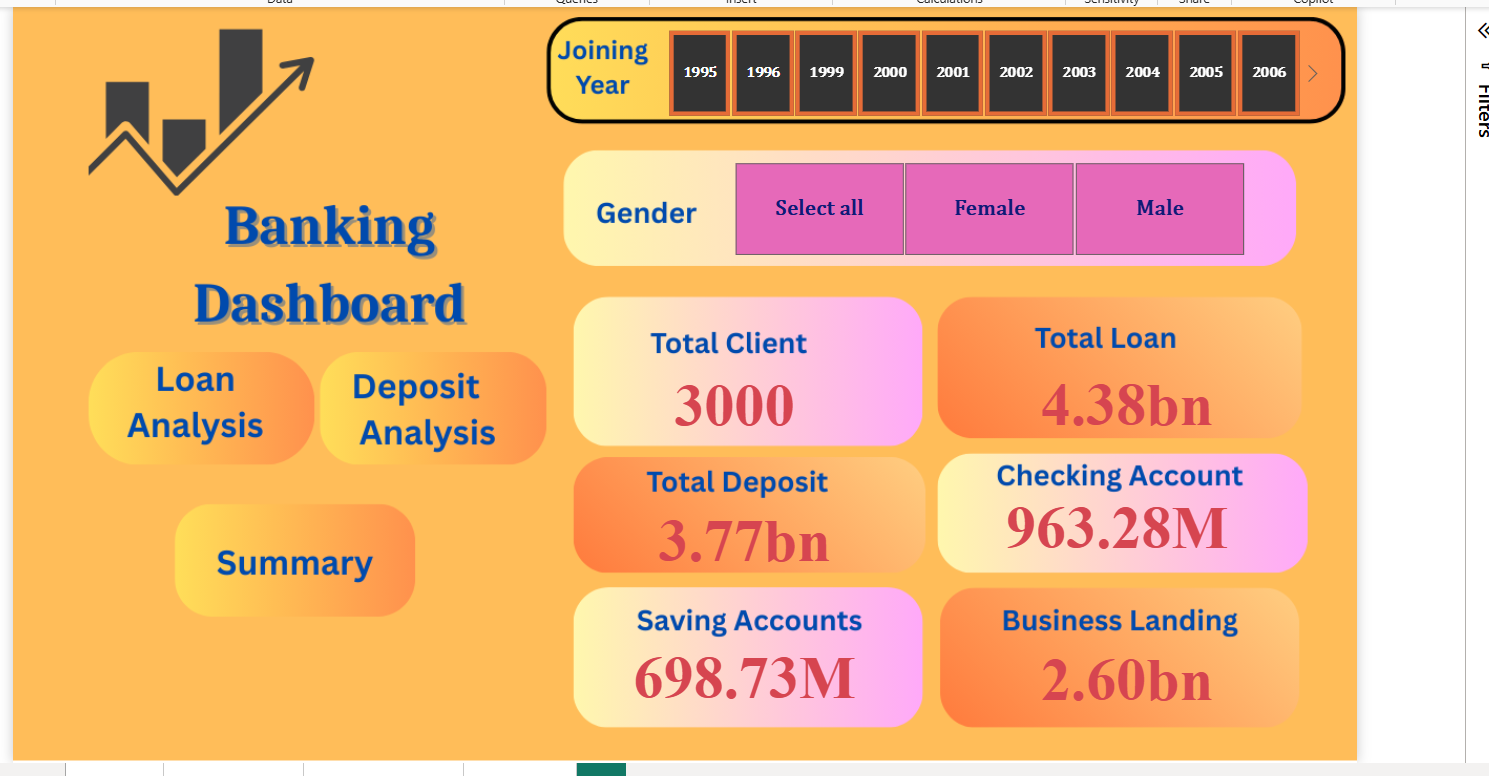 Data Queries Insert Calculations Sensitivity Share Copilot
Joining
Year
1995 1996 1999 2000 2001 2002 2003 2004 2005 2006
Filters
Gender
Select all Female Male
Banking
Dashboard
Loan
Analysis
Deposit
Analysis
Summary
Total Client
3000
Total Loan
4.38bn
Total Deposit
3.77bn
Checking Account
963.28M
Saving Accounts
698.73M
Business Landing
2.60bn